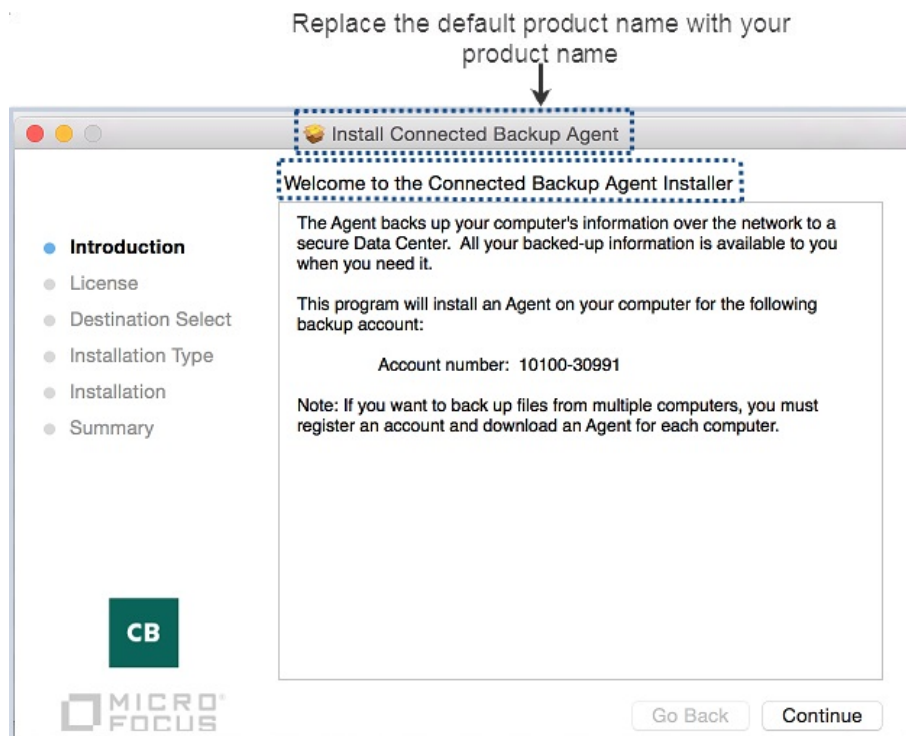 Replace the default product name with your
product name
Install Connected Backup Agent
Welcome to the Connected Backup Agent Installer
Introduction
License
Destination Select
Installation Type
Installation
Summary
The Agent backs up your computer's information over the network to a
secure Data Center.  All your backed-up information is available to you
when you need it.
This program will install an Agent on your computer for the following
backup account:
Account number:  10100-30991
Note: If you want to back up files from multiple computers, you must
register an account and download an Agent for each computer.
CB
MICRO
FOCUS
Go Back
Continue